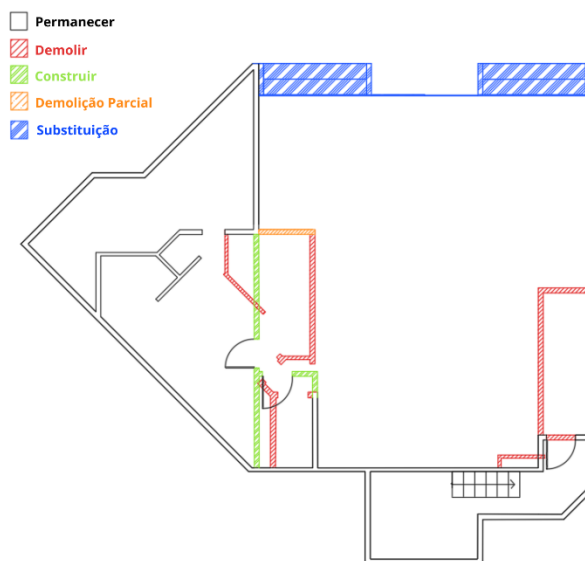 Permanecer
Demolir
Construir
Demolição Parcial
Substituição